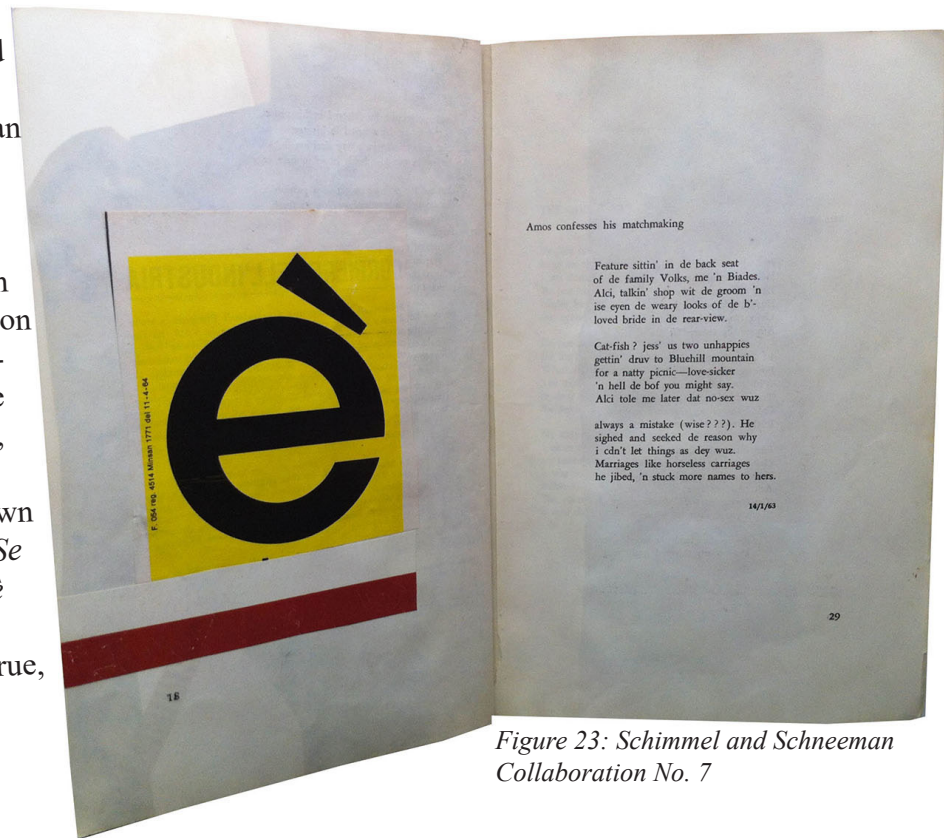 an
n
on
-
e
,
wn
Se
è
rue,
è
F. 064 reg. 4514 Minsan 1771 del 11-4-64
18
Amos confesses his matchmaking
Feature sittin' in de back seat
of de family Volks, me 'n Biades.
Alci, talkin' shop wit de groom 'n
ise eyen de weary looks of de b'-
loved bride in de rear-view.
Cat-fish ? jess' us two unhappies
gettin' druv to Bluehill mountain
for a natty picnic—love-sicker
'n hell de bof you might say.
Alci tole me later dat no-sex wuz
always a mistake (wise ? ? ?). He
sighed and seeked de reason why
i cdn't let things as dey wuz.
Marriages like horseless carriages
he jibed, 'n stuck more names to hers.
14/1/63
29
Figure 23: Schimmel and Schneeman
Collaboration No. 7